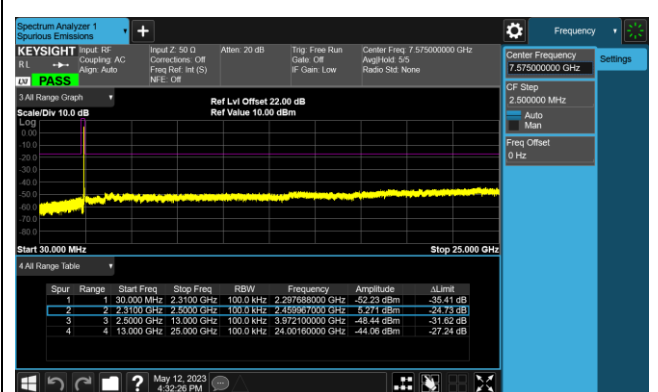 Spectrum Analyzer 1
Spurious Emissions
Frequency
KEYSIGHT Input: RF Input Z: 50 Ω Atten: 20 dB Trig: Free Run Center Freq: 7.575000000 GHz
RL Coupling: AC Corrections: Off Gate: Off Avg|Hold: 5/5
Align: Auto Freq Ref: Int (S) IF Gain: Low Radio Std: None
NFE: Off
LXI PASS
Center Frequency
7.575000000 GHz
Settings
CF Step
2.500000 MHz
Auto
Man
Freq Offset
0 Hz
3 All Range Graph
Ref Lvl Offset 22.00 dB
Scale/Div 10.0 dB Ref Value 10.00 dBm
Log
0.00
-10.0
-20.0
-30.0
-40.0
-50.0
-60.0
-70.0
-80.0
Start 30.000 MHz Stop 25.000 GHz
4 All Range Table
Spur Range Start Freq Stop Freq RBW Frequency Amplitude ΔLimit
1 1 30.000 MHz 2.3100 GHz 100.0 kHz 2.297688000 GHz -52.23 dBm -35.41 dB
2 2 2.3100 GHz 2.5000 GHz 100.0 kHz 2.459967000 GHz 5.271 dBm -24.73 dB
3 3 2.5000 GHz 13.000 GHz 100.0 kHz 3.972100000 GHz -48.44 dBm -31.62 dB
4 4 13.000 GHz 25.000 GHz 100.0 kHz 24.00160000 GHz -44.06 dBm -27.24 dB
May 12, 2023
4:32:26 PM